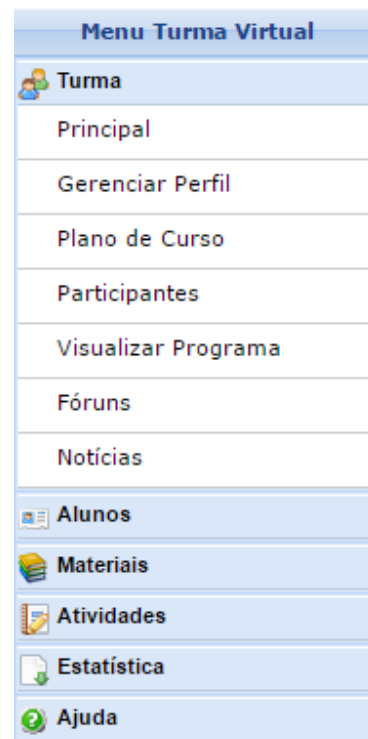 Menu Turma Virtual
Turma
Principal
Gerenciar Perfil
Plano de Curso
Participantes
Visualizar Programa
Fóruns
Notícias
Alunos
Materiais
Atividades
Estatística
Ajuda